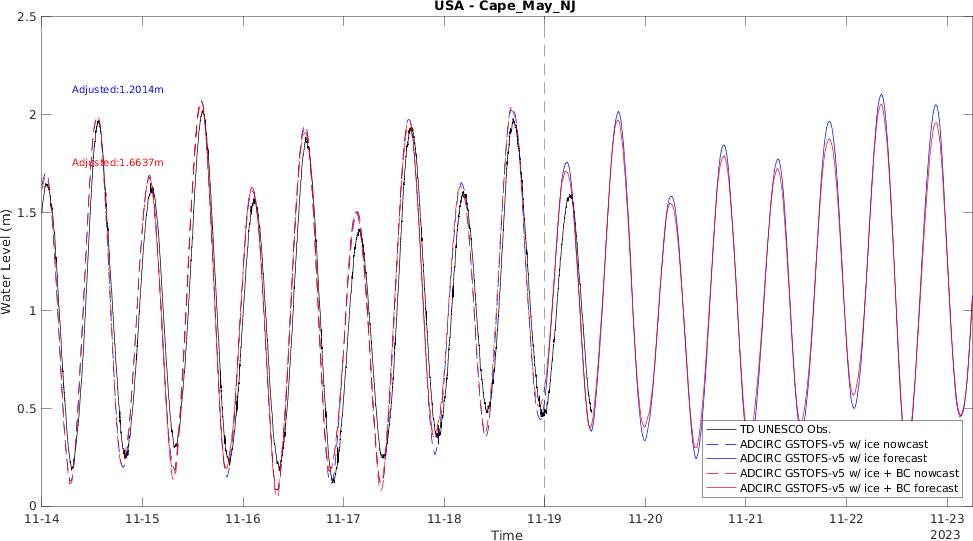 USA - Cape_May_NJ
2.5
2
1.5
1
0.5
0
Water Level (m)
Adjusted:1.2014m
Adjusted:1.6637m
TD UNESCO Obs.
ADCIRC GSTOFS-v5 w/ ice nowcast
ADCIRC GSTOFS-v5 w/ ice forecast
ADCIRC GSTOFS-v5 w/ ice + BC nowcast
ADCIRC GSTOFS-v5 w/ ice + BC forecast
11-14 11-15 11-16 11-17 11-18 11-19 11-20 11-21 11-22 11-23
Time
2023